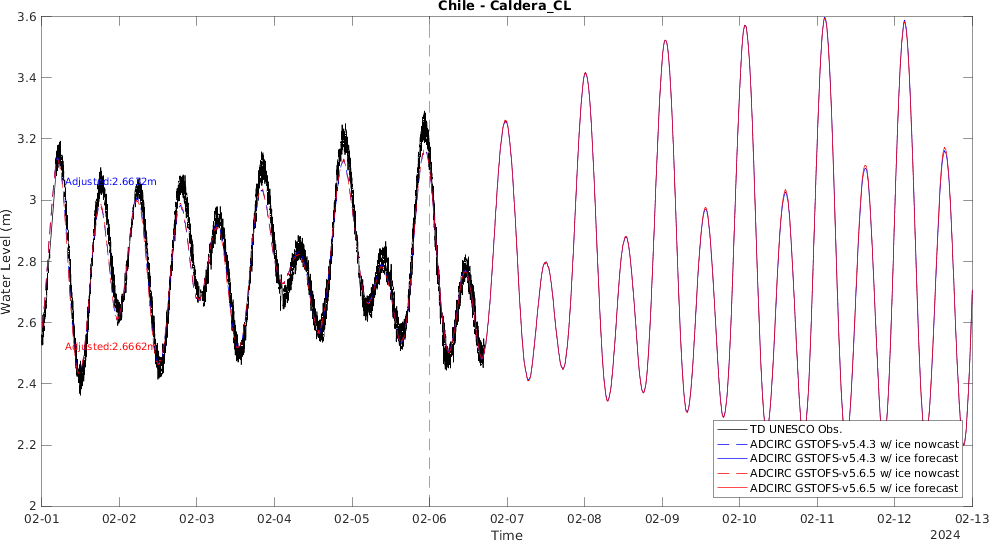 Chile - Caldera_CL
3.6
3.4
3.2
3
2.8
2.6
2.4
2.2
2
Water Level (m)
Adjusted:2.6632m
Adjusted:2.6662m
TD UNESCO Obs.
ADCIRC GSTOFS-v5.4.3 w/ ice nowcast
ADCIRC GSTOFS-v5.4.3 w/ ice forecast
ADCIRC GSTOFS-v5.6.5 w/ ice nowcast
ADCIRC GSTOFS-v5.6.5 w/ ice forecast
02-01 02-02 02-03 02-04 02-05 02-06 02-07 02-08 02-09 02-10 02-11 02-12 02-13
Time
2024